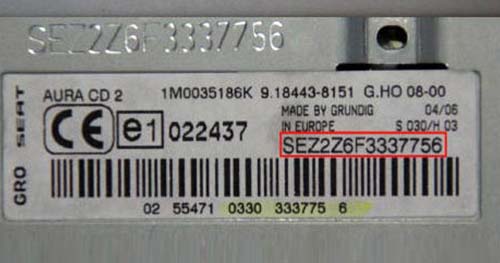 SEZ2Z6F3337756
AURA CD 2 1M0035186K 9.18443-8151 G.HO 08-00
MADE BY GRUNDIG 04/06
IN EUROPE S 030/H 03
CE e1 022437
SEZ2Z6F3337756
GRO SEAT
02 55471 0330 333775 6